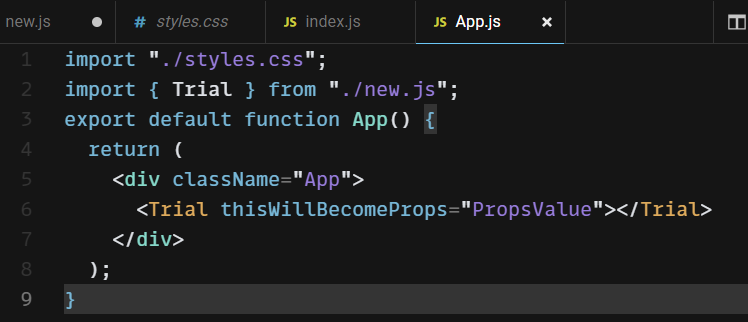 new.js # styles.css JS index.js JS App.js ×
1 import "./styles.css";
2 import { Trial } from "./new.js";
3 export default function App() {
4   return (
5     <div className="App">
6       <Trial thisWillBecomeProps="PropsValue"></Trial>
7     </div>
8   );
9 }